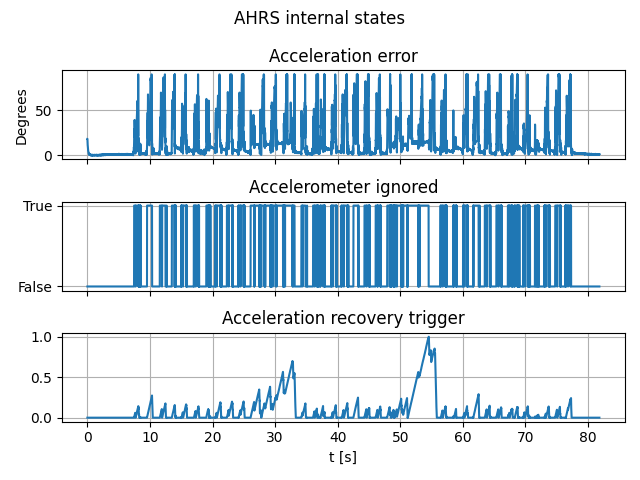 AHRS internal states
Acceleration error
Degrees
50
0
Accelerometer ignored
True
False
Acceleration recovery trigger
1.0
0.5
0.0
0 10 20 30 40 50 60 70 80
t [s]